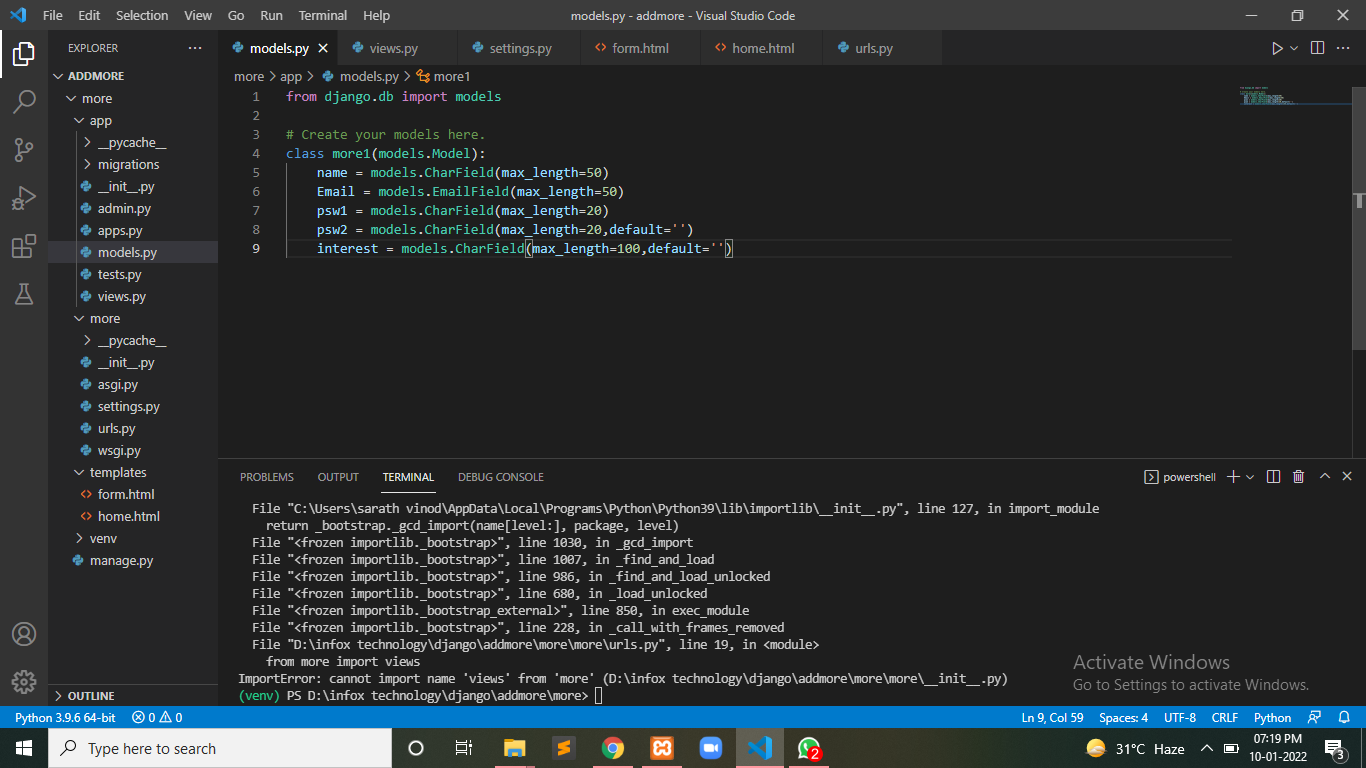 File Edit Selection View Go Run Terminal Help models.py - addmore - Visual Studio Code
EXPLORER
ADDMORE
more
app
__pycache__
migrations
__init__.py
admin.py
apps.py
models.py
tests.py
views.py
more
__pycache__
__init__.py
asgi.py
settings.py
urls.py
wsgi.py
templates
form.html
home.html
venv
manage.py
OUTLINE
models.py views.py settings.py form.html home.html urls.py
more > app > models.py > more1
1 from django.db import models
2
3 # Create your models here.
4 class more1(models.Model):
5 name = models.CharField(max_length=50)
6 Email = models.EmailField(max_length=50)
7 psw1 = models.CharField(max_length=20)
8 psw2 = models.CharField(max_length=20,default='')
9 interest = models.CharField(max_length=100,default='')
PROBLEMS OUTPUT TERMINAL DEBUG CONSOLE powershell
File "C:\Users\sarath vinod\AppData\Local\Programs\Python\Python39\lib\importlib\__init__.py", line 127, in import_module
return _bootstrap._gcd_import(name[level:], package, level)
File "<frozen importlib._bootstrap>", line 1030, in _gcd_import
File "<frozen importlib._bootstrap>", line 1007, in _find_and_load
File "<frozen importlib._bootstrap>", line 986, in _find_and_load_unlocked
File "<frozen importlib._bootstrap>", line 680, in _load_unlocked
File "<frozen importlib._bootstrap_external>", line 850, in exec_module
File "<frozen importlib._bootstrap>", line 228, in _call_with_frames_removed
File "D:\infox technology\django\addmore\more\more\urls.py", line 19, in <module>
from more import views
ImportError: cannot import name 'views' from 'more' (D:\infox technology\django\addmore\more\more\__init__.py)
(venv) PS D:\infox technology\django\addmore\more>
Activate Windows
Go to Settings to activate Windows.
Python 3.9.6 64-bit 0 0 Ln 9, Col 59 Spaces: 4 UTF-8 CRLF Python
Type here to search 2 31°C Haze 07:19 PM
10-01-2022 3